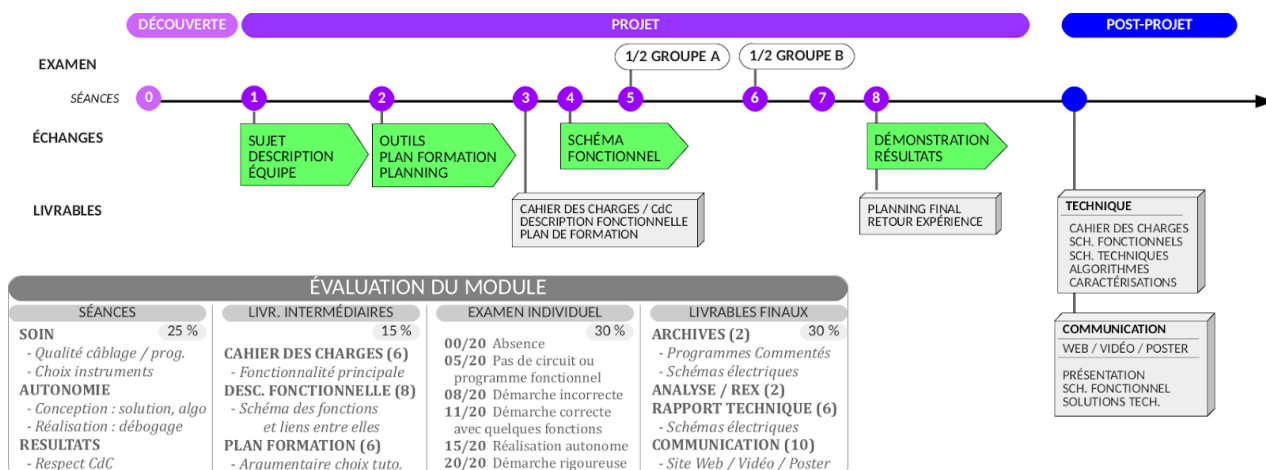 DÉCOUVERTE
PROJET
POST-PROJET
EXAMEN
1/2 GROUPE A
1/2 GROUPE B
SÉANCES
0
1
2
3
4
5
6
7
8
ÉCHANGES
SUJET
DESCRIPTION
ÉQUIPE
OUTILS
PLAN FORMATION
PLANNING
SCHÉMA
FONCTIONNEL
DÉMONSTRATION
RÉSULTATS
LIVRABLES
CAHIER DES CHARGES / CdC
DESCRIPTION FONCTIONNELLE
PLAN DE FORMATION
PLANNING FINAL
RETOUR EXPÉRIENCE
TECHNIQUE
CAHIER DES CHARGES
SCH. FONCTIONNELS
SCH. TECHNIQUES
ALGORITHMES
CARACTÉRISATIONS
COMMUNICATION
WEB / VIDÉO / POSTER
PRÉSENTATION
SCH. FONCTIONNEL
SOLUTIONS TECH.
ÉVALUATION DU MODULE
SÉANCES
25 %
SOIN
- Qualité câblage / prog.
- Choix instruments
AUTONOMIE
- Conception : solution, algo
- Réalisation : débogage
RESULTATS
- Respect CdC
LIVR. INTERMÉDIAIRES
15 %
CAHIER DES CHARGES (6)
- Fonctionnalité principale
DESC. FONCTIONNELLE (8)
- Schéma des fonctions
et liens entre elles
PLAN FORMATION (6)
- Argumentaire choix tuto.
EXAMEN INDIVIDUEL
30 %
00/20 Absence
05/20 Pas de circuit ou
programme fonctionnel
08/20 Démarche incorrecte
11/20 Démarche correcte
avec quelques fonctions
15/20 Réalisation autonome
20/20 Démarche rigoureuse
LIVRABLES FINAUX
30 %
ARCHIVES (2)
- Programmes Commentés
- Schémas électriques
ANALYSE / REX (2)
RAPPORT TECHNIQUE (6)
- Schémas électriques
COMMUNICATION (10)
- Site Web / Vidéo / Poster